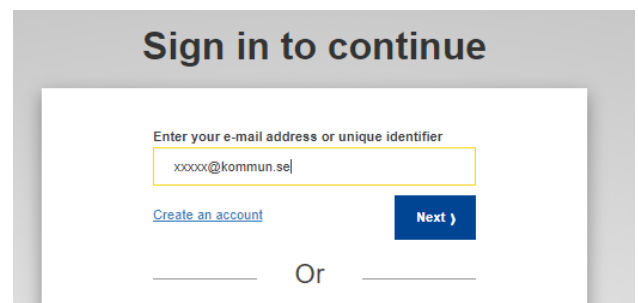 Sign in to continue
Enter your e-mail address or unique identifier
xxxxx@kommun.se
Create an account
Next ❯
Or